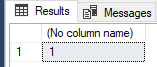 Results Messages
(No column name)
1 1